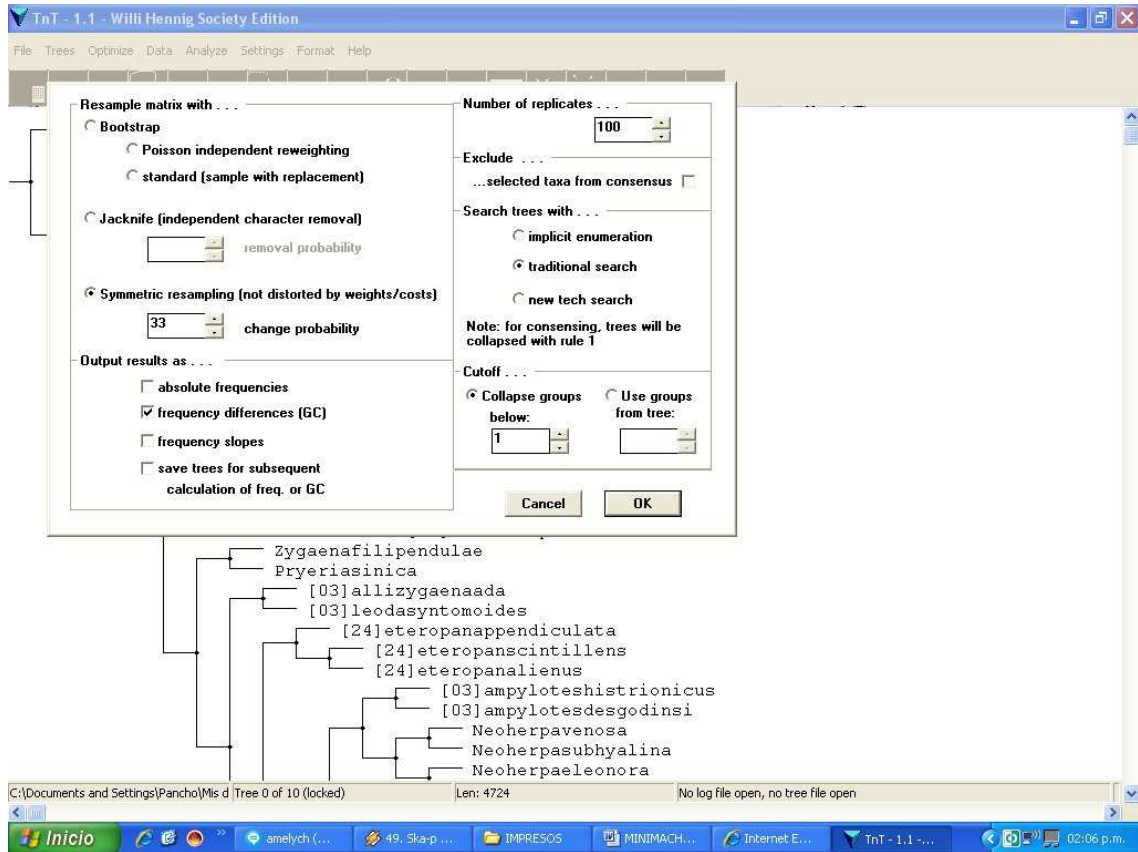 TnT - 1.1 - Willi Hennig Society Edition
File Trees Optimize Data Analyze Settings Format Help
Resample matrix with . . .
Bootstrap
Poisson independent reweighting
standard (sample with replacement)
Jacknife (independent character removal)
removal probability
Symmetric resampling (not distorted by weights/costs)
33
change probability
Output results as . . .
absolute frequencies
frequency differences (GC)
frequency slopes
save trees for subsequent
calculation of freq. or GC
Number of replicates . . .
100
Exclude . . .
...selected taxa from consensus
Search trees with . . .
implicit enumeration
traditional search
new tech search
Note: for consensing, trees will be
collapsed with rule 1
Cutoff . . .
Collapse groups
below:
1
Use groups
from tree:
Cancel
OK
Zygaenafilipendulae
Pryeriasinica
[03]allizygaenaada
[03]leodasyntomoides
[24]eteropanappendiculata
[24]eteropanscintillens
[24]eteropanalienus
[03]ampyloteshistrionicus
[03]ampylotesdesgodinsi
Neoherpavenosa
Neoherpasubhyalina
Neoherpaeleonora
C:\Documents and Settings\Pancho\Mis d
Tree 0 of 10 (locked)
Len: 4724
No log file open, no tree file open
Inicio
amelych (...
49. Ska-p ...
IMPRESOS
MINIMACH...
Internet E...
TnT - 1.1 -...
02:06 p.m.